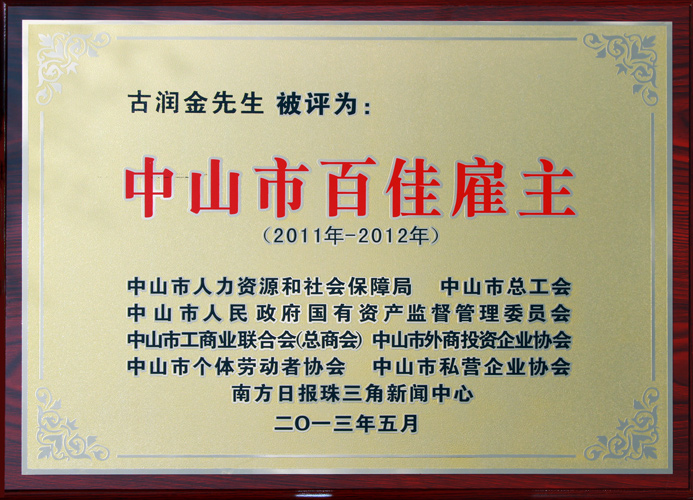 古润金先生 被评为：
中山市百佳雇主
（2011年-2012年）
中山市人力资源和社会保障局 中山市总工会
中山市人民政府国有资产监督管理委员会
中山市工商业联合会(总商会) 中山市外商投资企业协会
中山市个体劳动者协会 中山市私营企业协会
南方日报珠三角新闻中心
二〇一三年五月